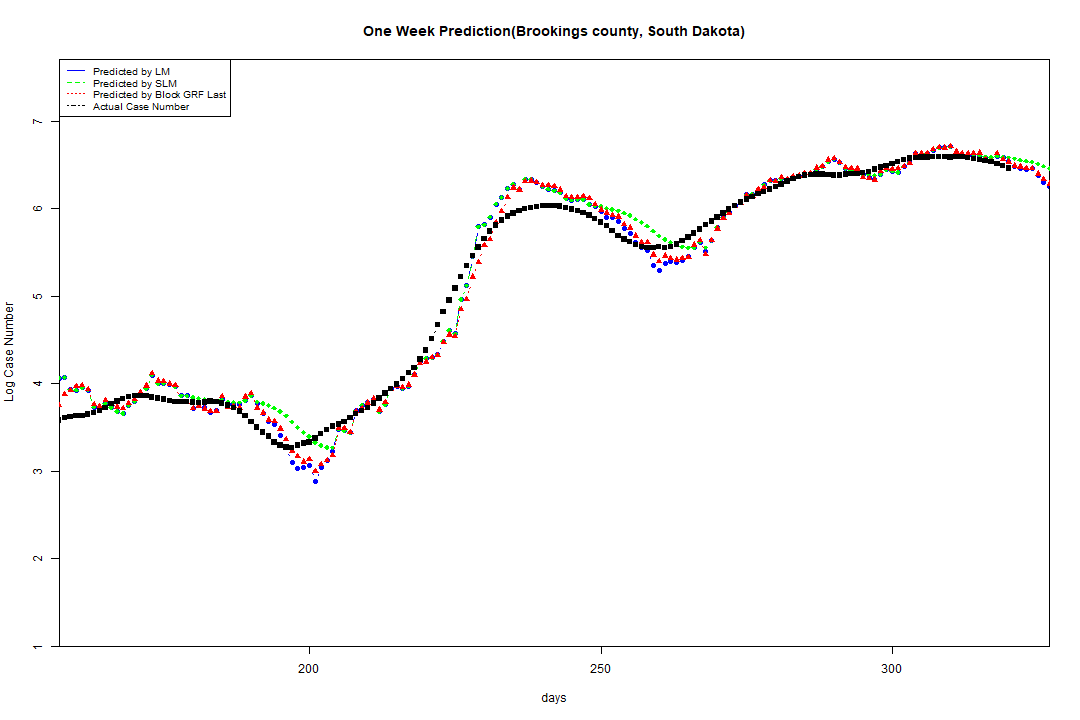 One Week Prediction(Brookings county, South Dakota)
Predicted by LM
Predicted by SLM
Predicted by Block GRF Last
Actual Case Number
7
6
5
4
3
2
1
Log Case Number
200 250 300
days